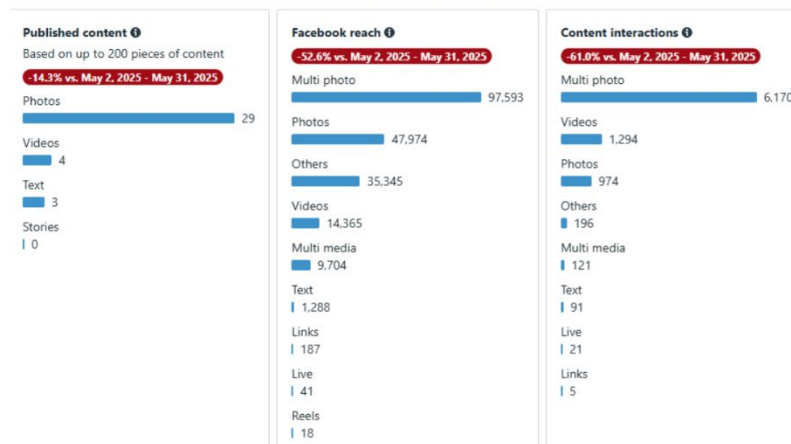 Published content
Based on up to 200 pieces of content
-14.3% vs. May 2, 2025 - May 31, 2025
Photos
29
Videos
4
Text
3
Stories
0
Facebook reach
-52.6% vs. May 2, 2025 - May 31, 2025
Multi photo
97,593
Photos
47,974
Others
35,345
Videos
14,365
Multi media
9,704
Text
1,288
Links
187
Live
41
Reels
18
Content interactions
-61.0% vs. May 2, 2025 - May 31, 2025
Multi photo
6,170
Videos
1,294
Photos
974
Others
196
Multi media
121
Text
91
Live
21
Links
5